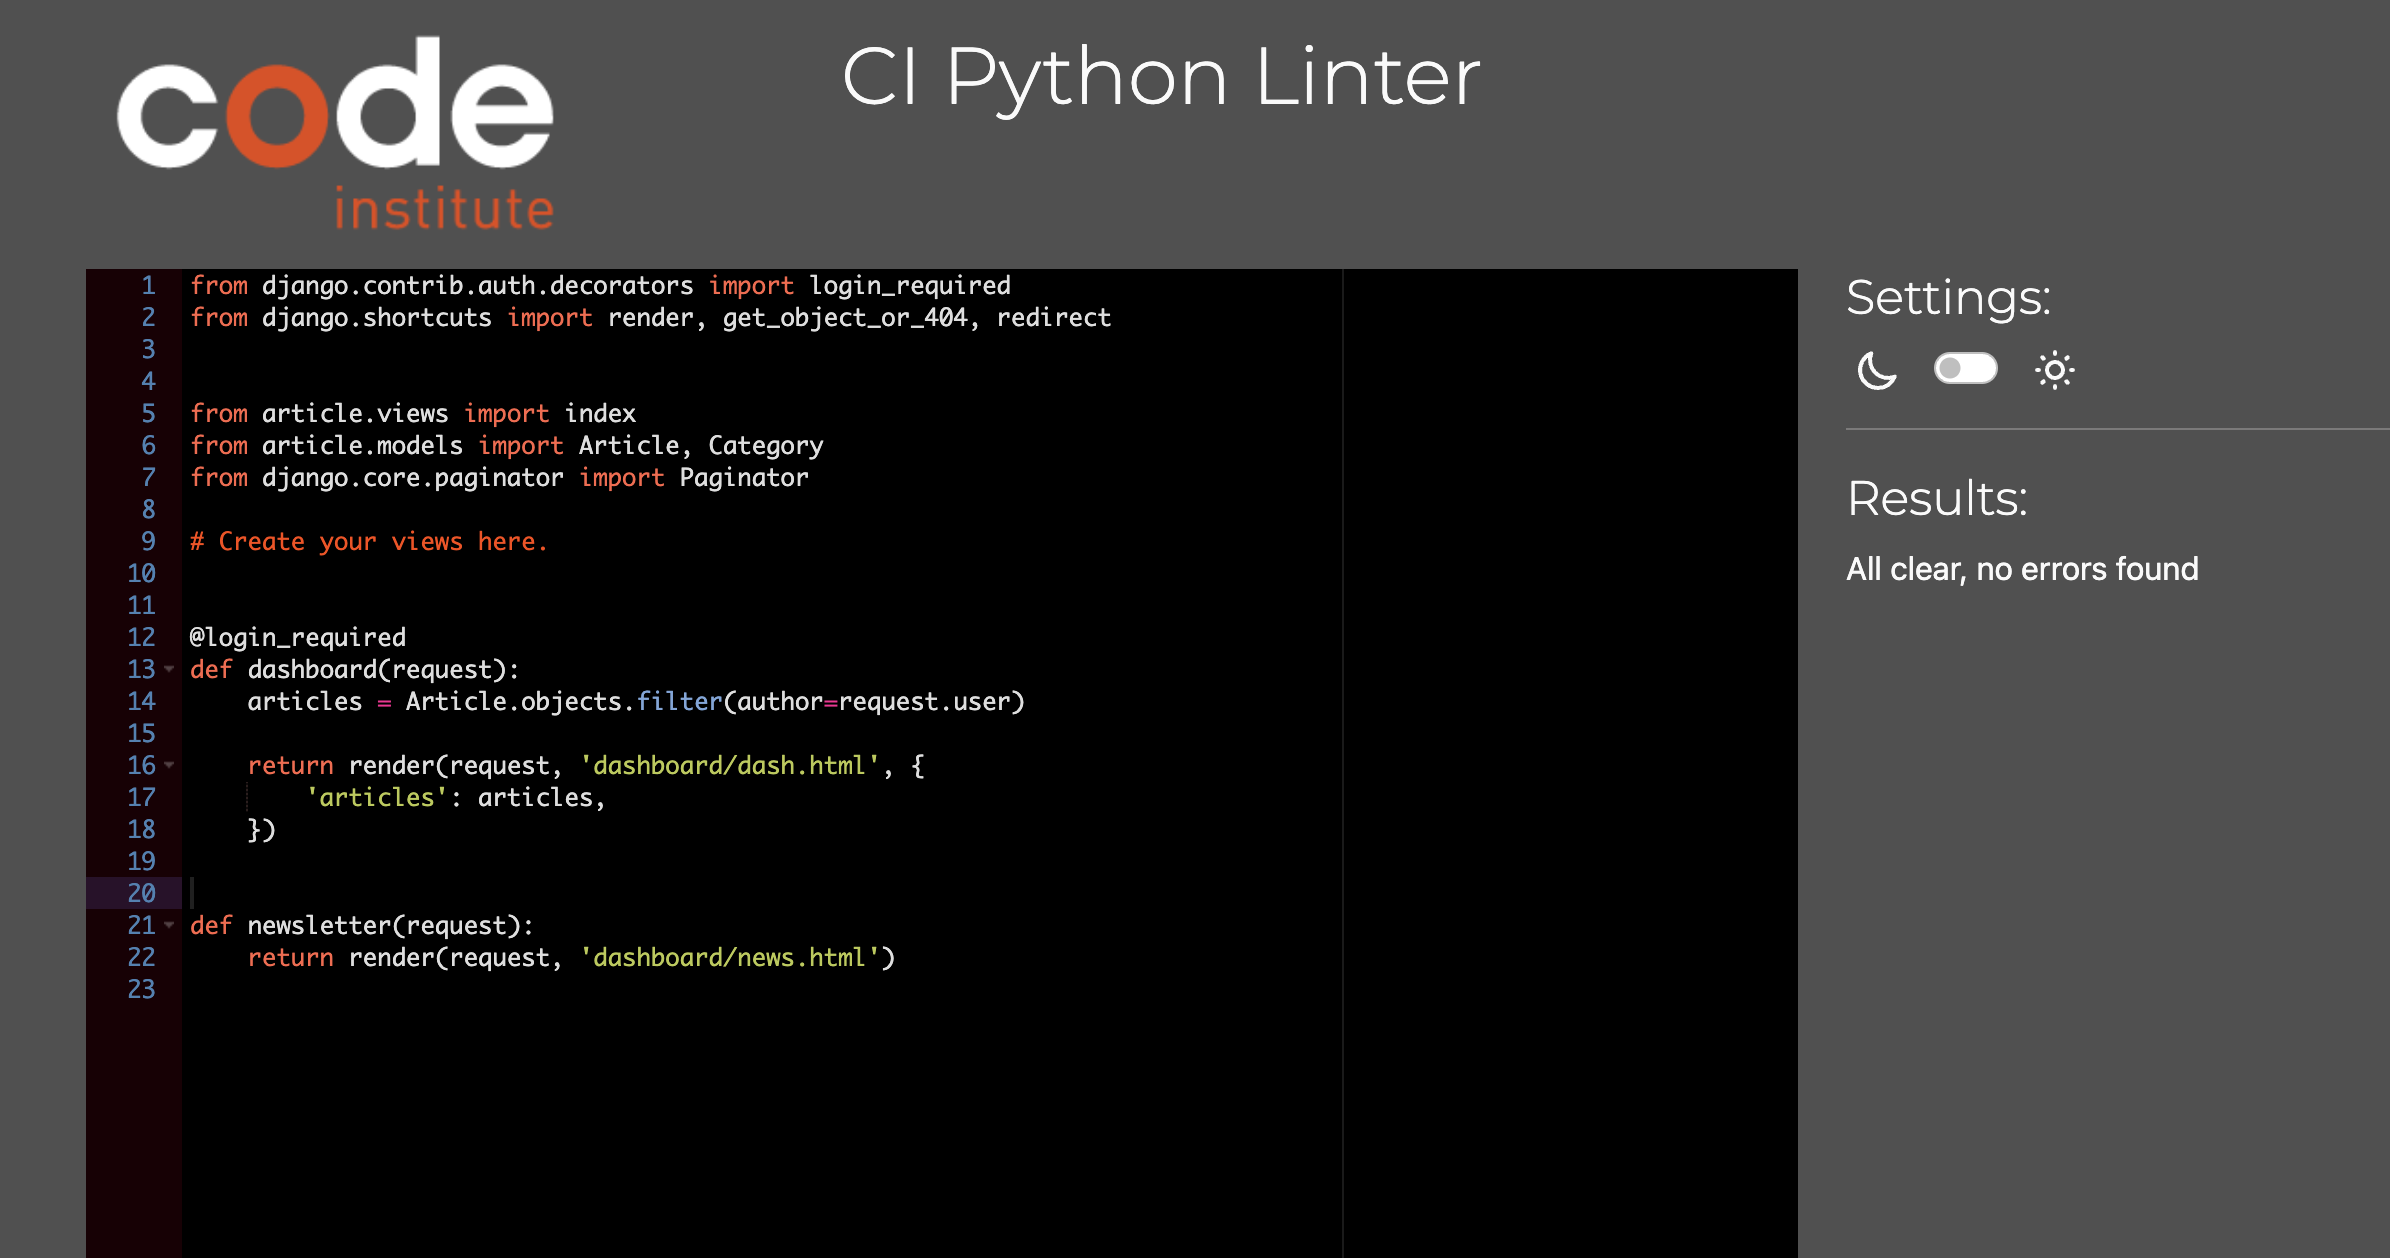 code
institute
CI Python Linter
1 from django.contrib.auth.decorators import login_required
2 from django.shortcuts import render, get_object_or_404, redirect
3
4
5 from article.views import index
6 from article.models import Article, Category
7 from django.core.paginator import Paginator
8
9 # Create your views here.
10
11
12 @login_required
13 def dashboard(request):
14     articles = Article.objects.filter(author=request.user)
15
16     return render(request, 'dashboard/dash.html', {
17         'articles': articles,
18     })
19
20
21 def newsletter(request):
22     return render(request, 'dashboard/news.html')
23
Settings:
Results:
All clear, no errors found